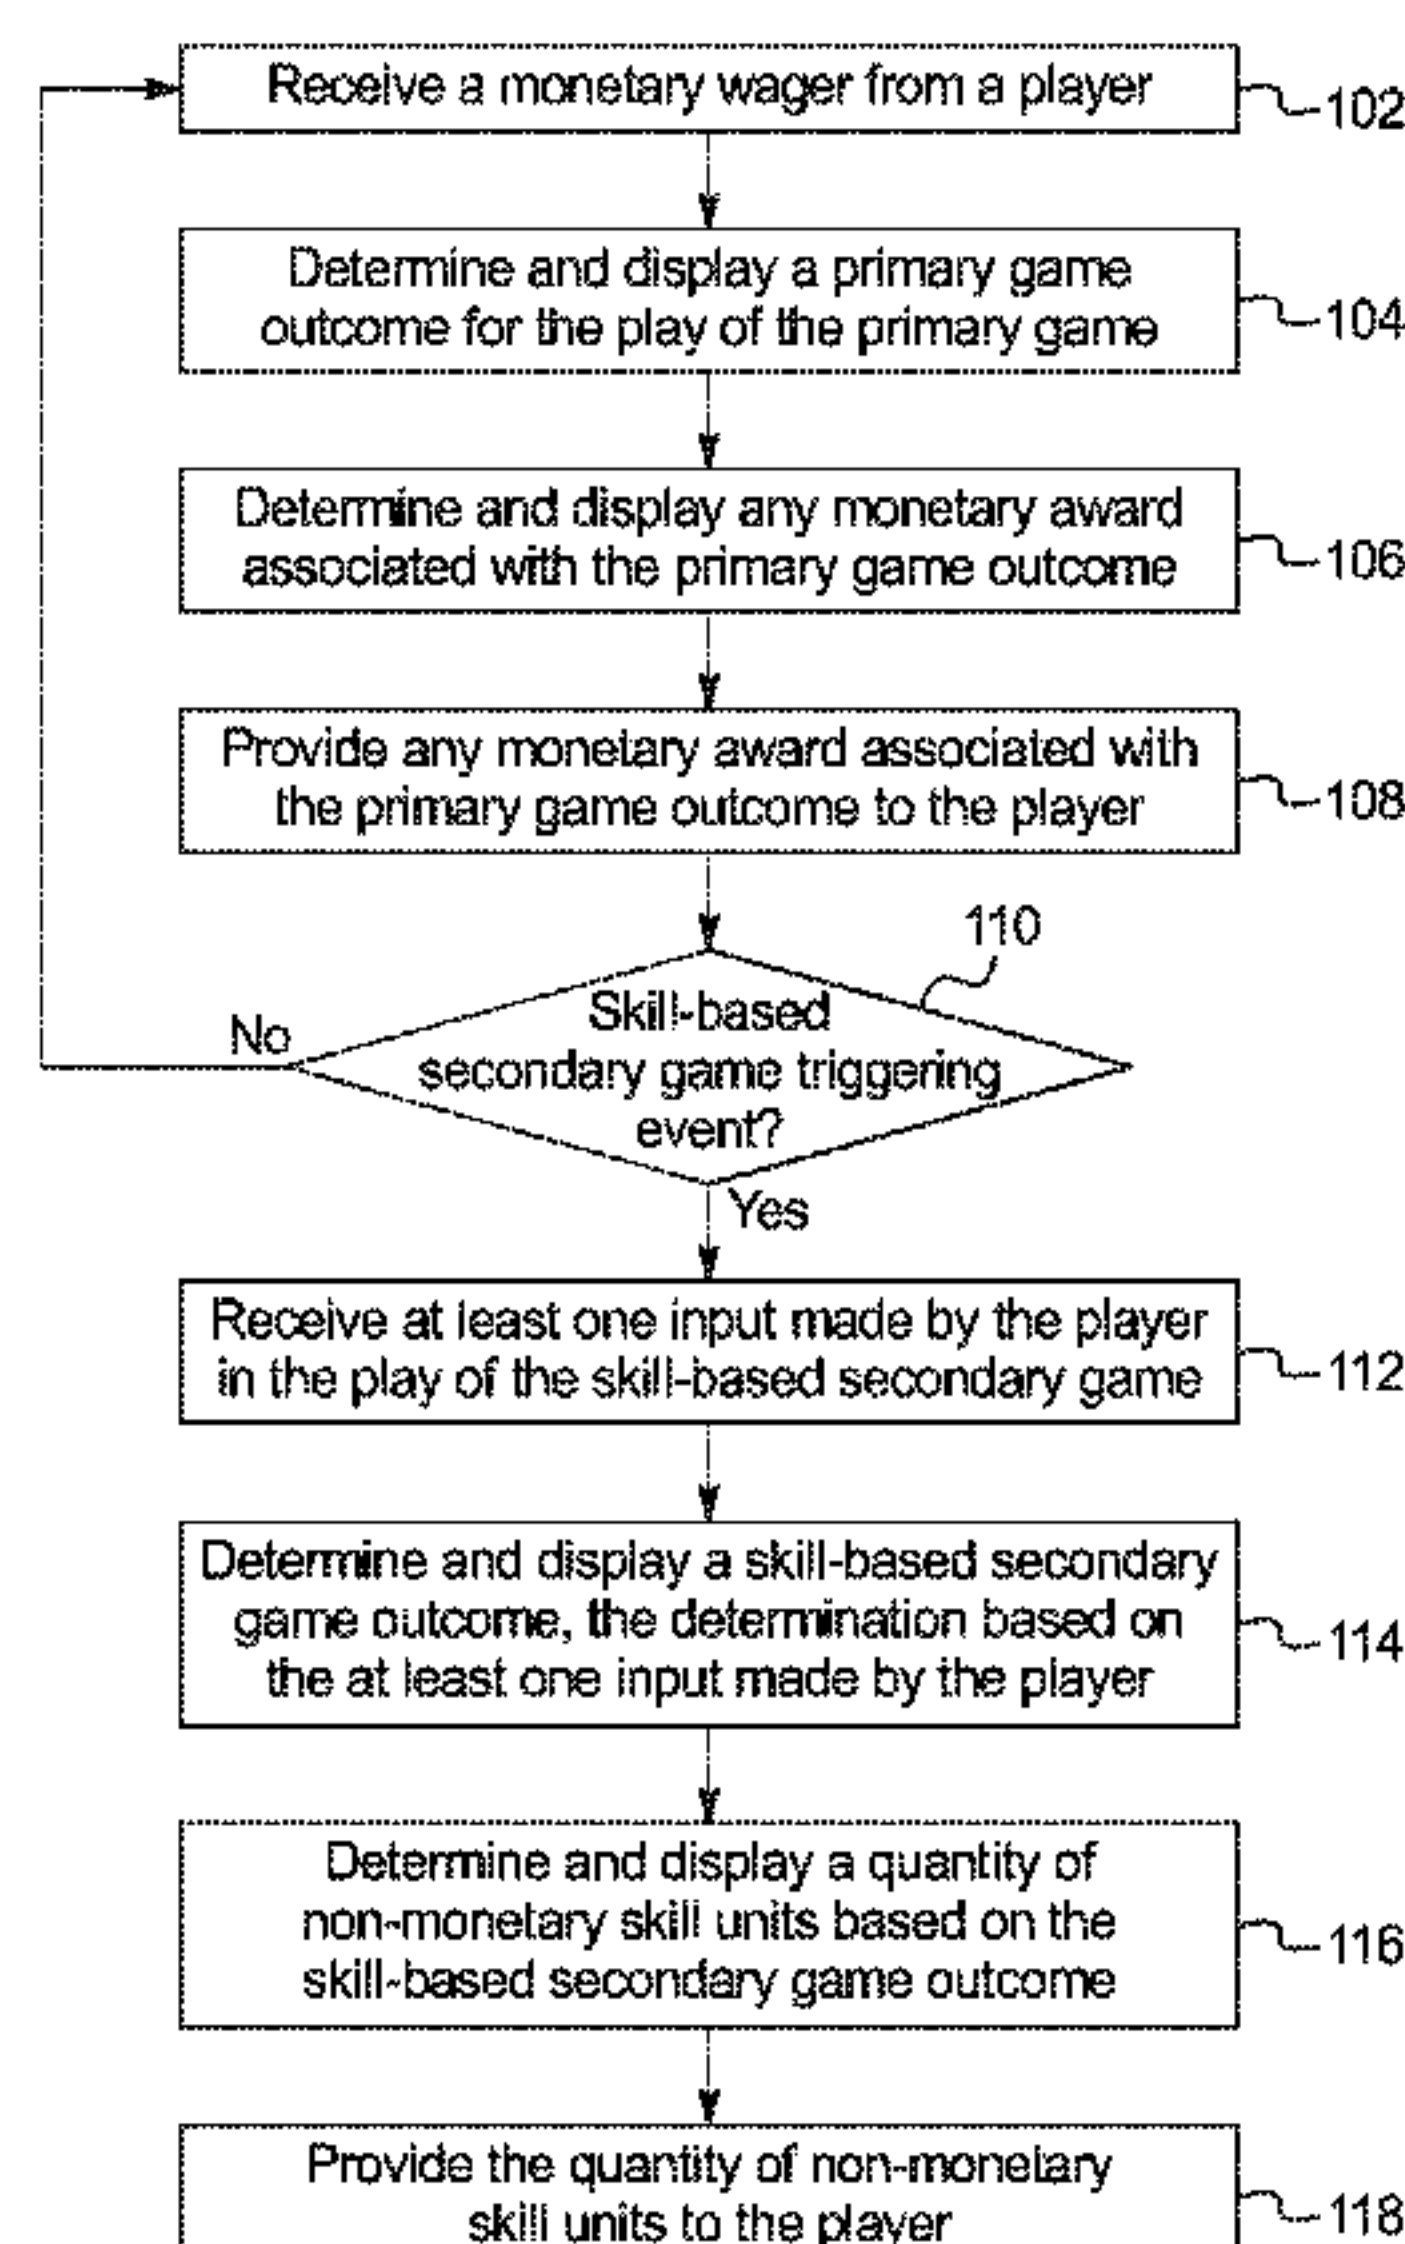 Receive a monetary wager from a player
102
Determine and display a primary game
outcome for the play of the primary game
104
Determine and display any monetary award
associated with the primary game outcome
106
Provide any monetary award associated with
the primary game outcome to the player
108
110
Skill-based
secondary game triggering
event?
No
Yes
Receive at least one input made by the player
in the play of the skill-based secondary game
112
Determine and display a skill-based secondary
game outcome, the determination based on
the at least one input made by the player
114
Determine and display a quantity of
non-monetary skill units based on the
skill-based secondary game outcome
116
Provide the quantity of non-monetary
skill units to the player
118